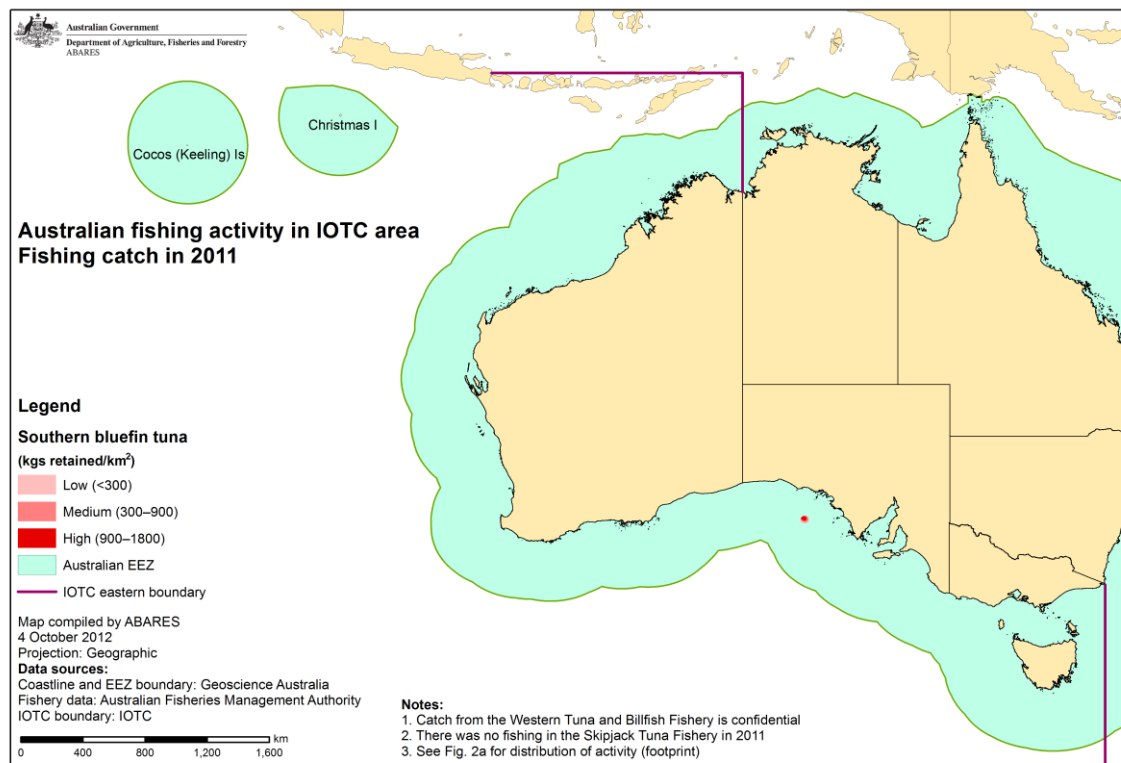 Australian Government
Department of Agriculture, Fisheries and Forestry
ABARES
Cocos (Keeling) Is
Christmas I
Australian fishing activity in IOTC area
Fishing catch in 2011
Legend
Southern bluefin tuna
(kgs retained/km²)
Low (<300)
Medium (300–900)
High (900–1800)
Australian EEZ
IOTC eastern boundary
Map compiled by ABARES
4 October 2012
Projection: Geographic
Data sources:
Coastline and EEZ boundary: Geoscience Australia
Fishery data: Australian Fisheries Management Authority
IOTC boundary: IOTC
km
0 400 800 1,200 1,600
Notes:
1. Catch from the Western Tuna and Billfish Fishery is confidential
2. There was no fishing in the Skipjack Tuna Fishery in 2011
3. See Fig. 2a for distribution of activity (footprint)